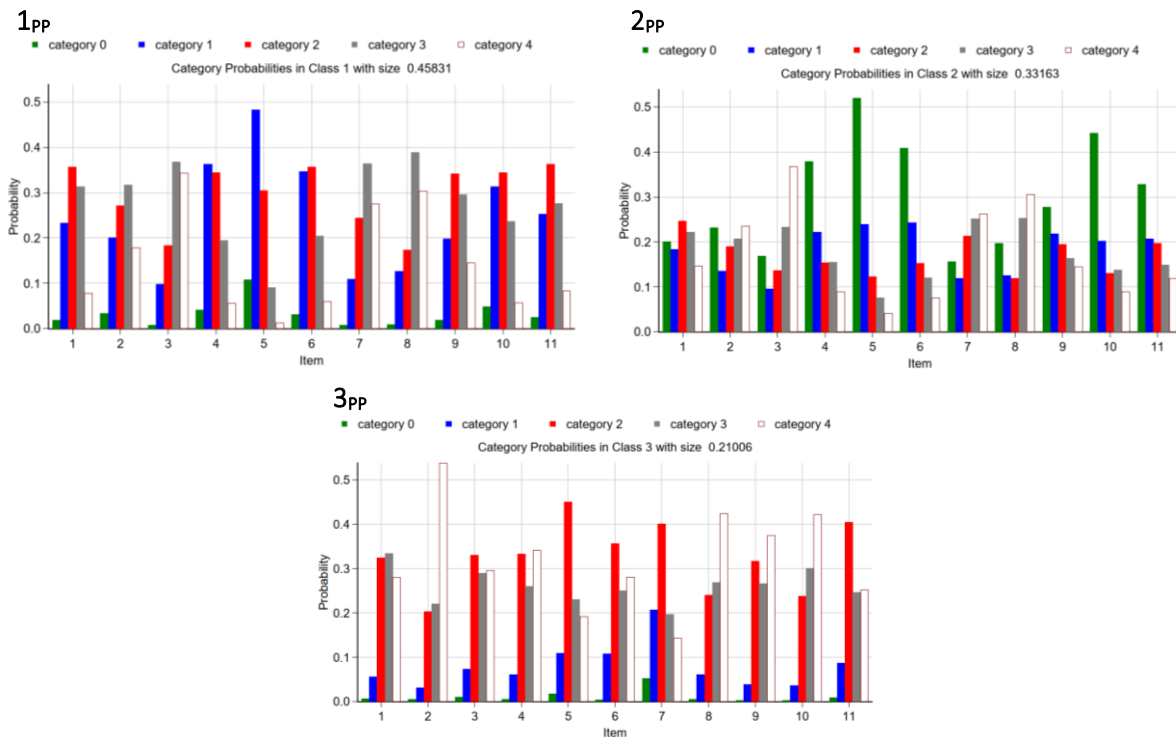 1PP
category 0 category 1 category 2 category 3 category 4
Category Probabilities in Class 1 with size 0.45831
0.5
0.4
0.3
0.2
0.1
0.0
Probability
1 2 3 4 5 6 7 8 9 10 11
Item
2PP
category 0 category 1 category 2 category 3 category 4
Category Probabilities in Class 2 with size 0.33163
0.5
0.4
0.3
0.2
0.1
0.0
Probability
1 2 3 4 5 6 7 8 9 10 11
Item
3PP
category 0 category 1 category 2 category 3 category 4
Category Probabilities in Class 3 with size 0.21006
0.5
0.4
0.3
0.2
0.1
0.0
Probability
1 2 3 4 5 6 7 8 9 10 11
Item